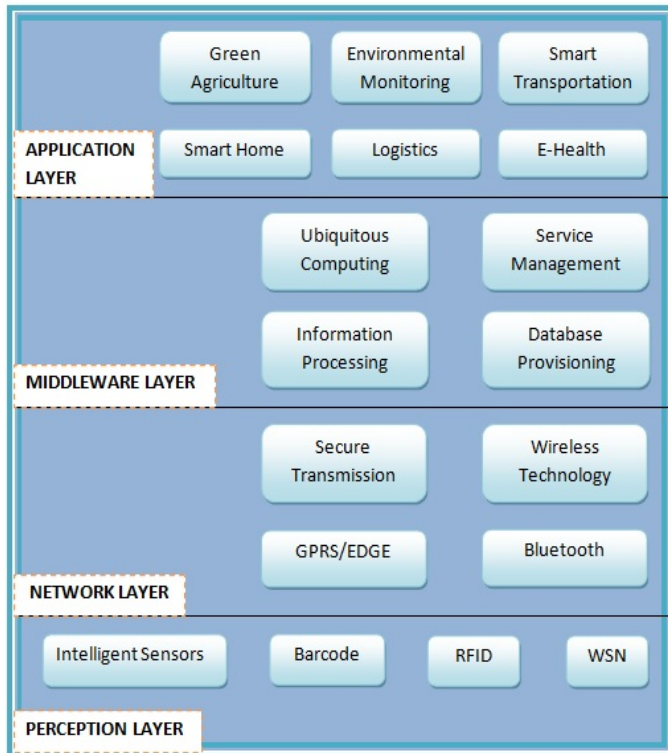 Green
Agriculture
Environmental
Monitoring
Smart
Transportation
APPLICATION
LAYER
Smart Home
Logistics
E-Health
Ubiquitous
Computing
Service
Management
Information
Processing
Database
Provisioning
MIDDLEWARE LAYER
Secure
Transmission
Wireless
Technology
GPRS/EDGE
Bluetooth
NETWORK LAYER
Intelligent Sensors
Barcode
RFID
WSN
PERCEPTION LAYER